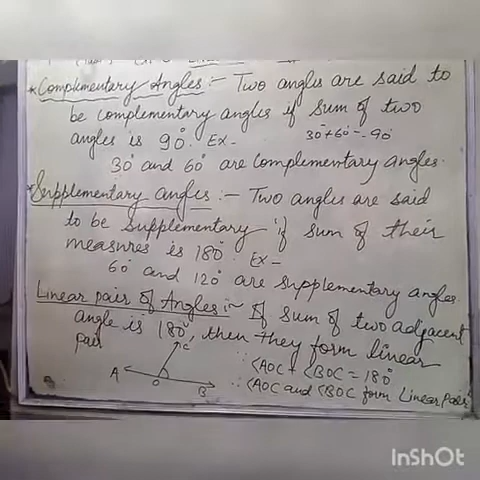 *Complimentary Angles:- Two angles are said to
be complementary angles if sum of two
angles is 90°. Ex- 30°+60°=90°
30° and 60° are complementary angles.
*Supplementary angles:- Two angles are said
to be supplementary if sum of their
measures is 180°. Ex-
60° and 120° are supplementary angles.
Linear pair of Angles:- If sum of two adjacent
angle is 180°, then they form linear
pair
C
A O B
∴ <AOC + <BOC = 180°
∴ <AOC and <BOC form Linear Pair
InShOt